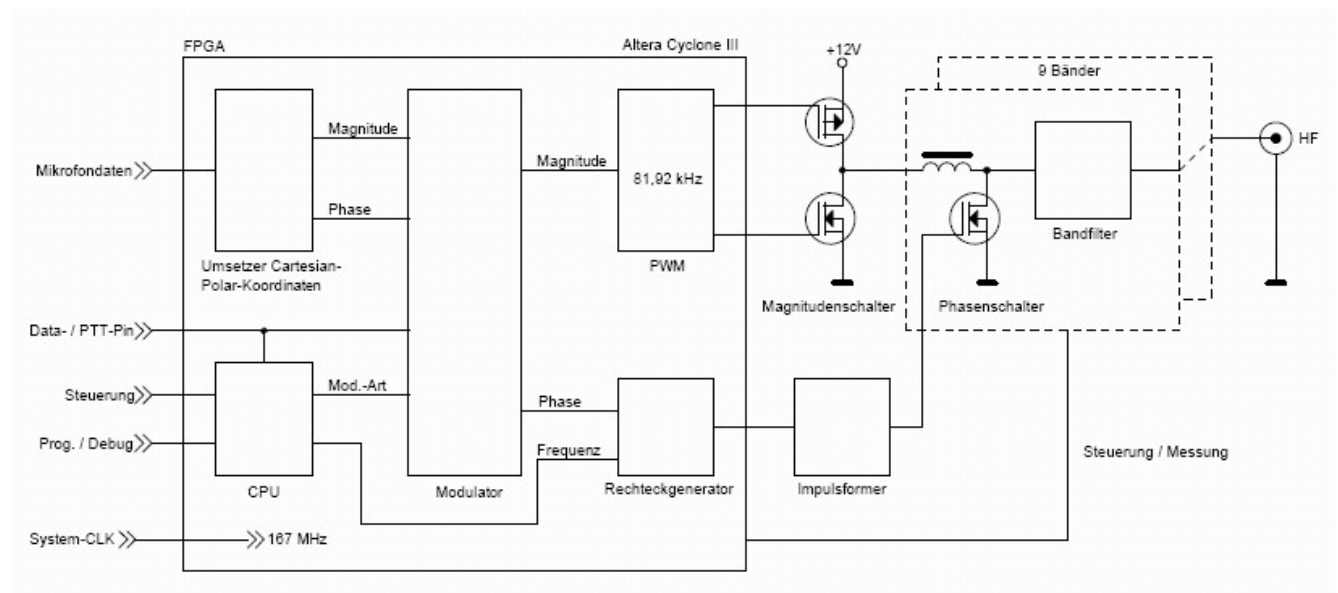 FPGA
Altera Cyclone III
+12V
9 Bänder
Magnitude
Magnitude
HF
Mikrofondaten
81,92 kHz
Phase
Bandfilter
Umsetzer Cartesian-
Polar-Koordinaten
PWM
Magnitudenschalter
Phasenschalter
Data- / PTT-Pin
Mod.-Art
Steuerung
Phase
Prog. / Debug
Frequenz
Steuerung / Messung
CPU
Modulator
Rechteckgenerator
Impulsformer
System-CLK
167 MHz